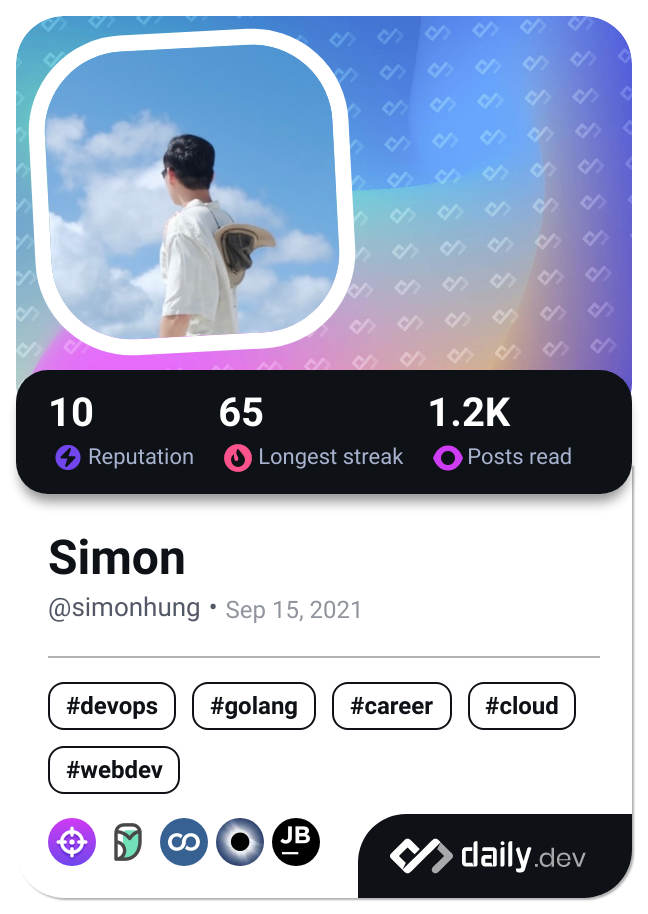 10 65 1.2K
Reputation Longest streak Posts read
Simon
@simonhung • Sep 15, 2021
#devops #golang #career #cloud
#webdev
JB
daily.dev